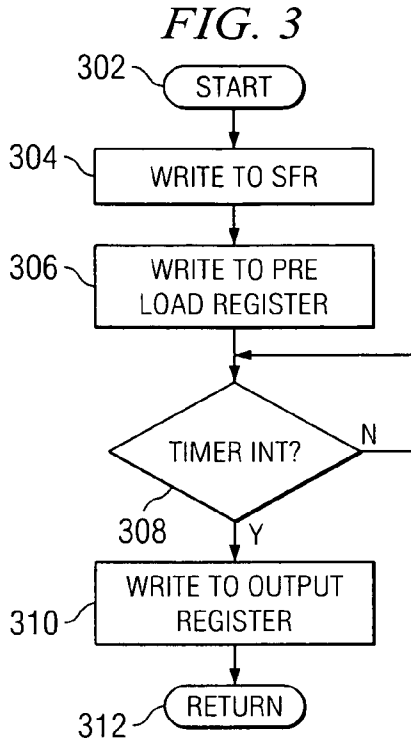 FIG. 3
302
START
304
WRITE TO SFR
306
WRITE TO PRE
LOAD REGISTER
TIMER INT?
N
308
Y
310
WRITE TO OUTPUT
REGISTER
312
RETURN